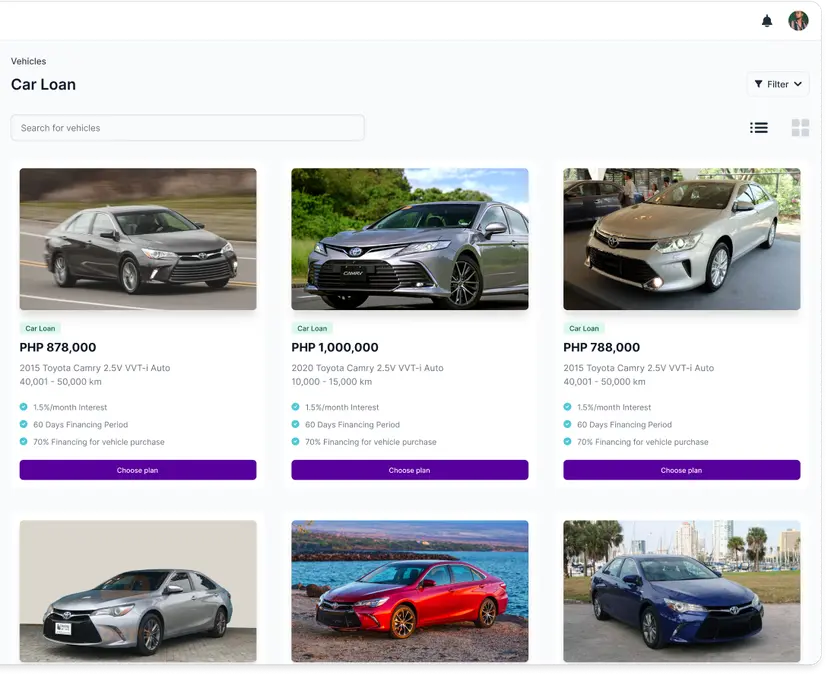 Vehicles
Car Loan
Filter
Search for vehicles
CAMRY
Car Loan
PHP 878,000
2015 Toyota Camry 2.5V VVT-i Auto
40,001 - 50,000 km
1.5%/month Interest
60 Days Financing Period
70% Financing for vehicle purchase
Choose plan
Car Loan
PHP 1,000,000
2020 Toyota Camry 2.5V VVT-i Auto
10,000 - 15,000 km
1.5%/month Interest
60 Days Financing Period
70% Financing for vehicle purchase
Choose plan
Car Loan
PHP 788,000
2015 Toyota Camry 2.5V VVT-i Auto
40,001 - 50,000 km
1.5%/month Interest
60 Days Financing Period
70% Financing for vehicle purchase
Choose plan